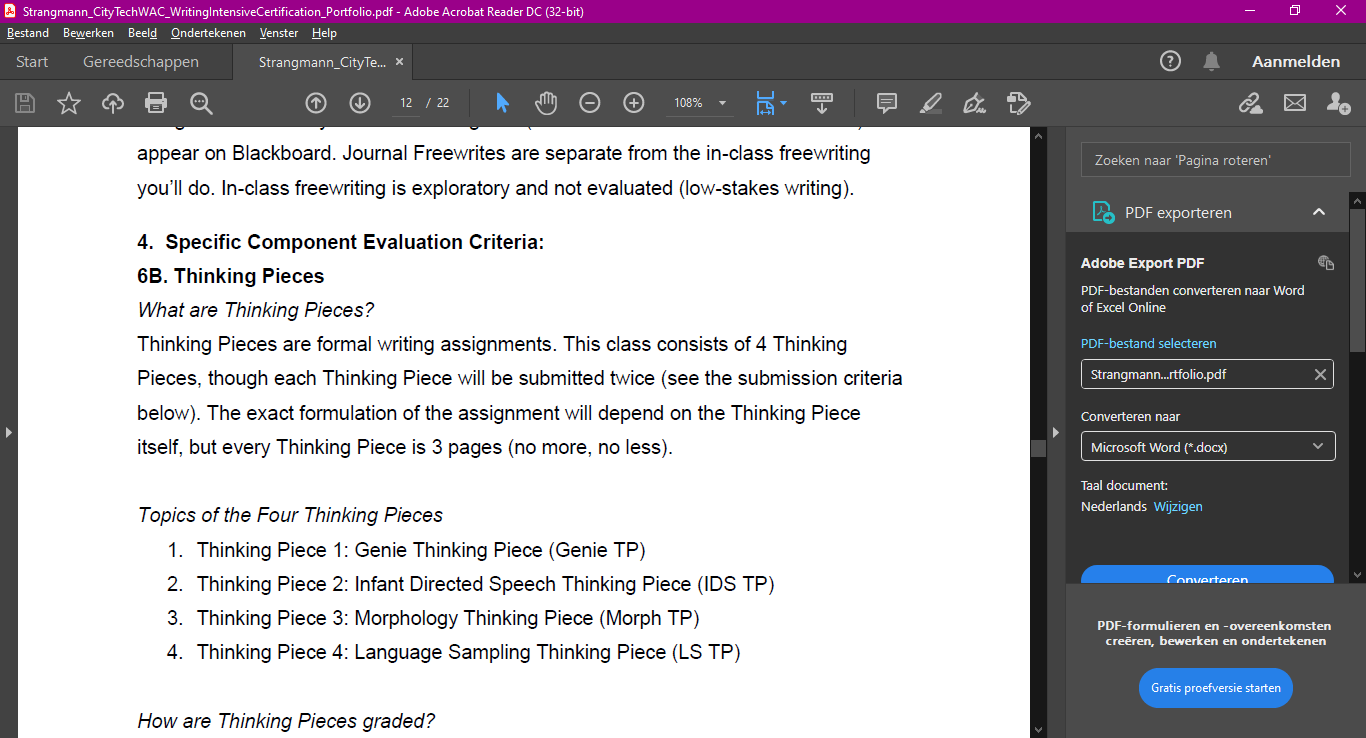 Strangmann_CityTechWAC_WritingIntensiveCertification_Portfolio.pdf - Adobe Acrobat Reader DC (32-bit)
Bestand Bewerken Beeld Ondertekenen Venster Help
Start Gereedschappen Strangmann_CityTe... × Aanmelden
12 / 22 108%
appear on Blackboard. Journal Freewrites are separate from the in-class freewriting
you’ll do. In-class freewriting is exploratory and not evaluated (low-stakes writing).
4. Specific Component Evaluation Criteria:
6B. Thinking Pieces
What are Thinking Pieces?
Thinking Pieces are formal writing assignments. This class consists of 4 Thinking
Pieces, though each Thinking Piece will be submitted twice (see the submission criteria
below). The exact formulation of the assignment will depend on the Thinking Piece
itself, but every Thinking Piece is 3 pages (no more, no less).
Topics of the Four Thinking Pieces
1. Thinking Piece 1: Genie Thinking Piece (Genie TP)
2. Thinking Piece 2: Infant Directed Speech Thinking Piece (IDS TP)
3. Thinking Piece 3: Morphology Thinking Piece (Morph TP)
4. Thinking Piece 4: Language Sampling Thinking Piece (LS TP)
How are Thinking Pieces graded?
Zoeken naar 'Pagina roteren'
PDF exporteren
Adobe Export PDF
PDF-bestanden converteren naar Word
of Excel Online
PDF-bestand selecteren
Strangmann...rtfolio.pdf
Converteren naar
Microsoft Word (*.docx)
Taal document:
Nederlands Wijzigen
Converteren
PDF-formulieren en -overeenkomsten
creëren, bewerken en ondertekenen
Gratis proefversie starten